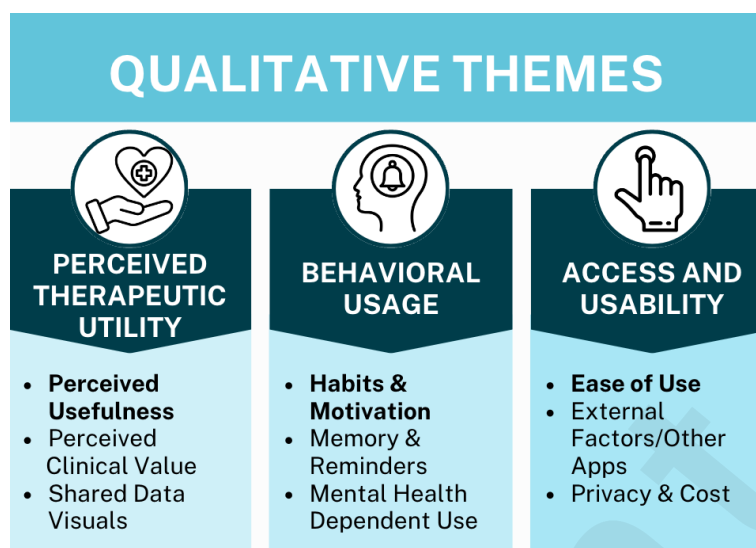 QUALITATIVE THEMES
PERCEIVED
THERAPEUTIC
UTILITY
• Perceived
Usefulness
• Perceived
Clinical Value
• Shared Data
Visuals
BEHAVIORAL
USAGE
• Habits &
Motivation
• Memory &
Reminders
• Mental Health
Dependent Use
ACCESS AND
USABILITY
• Ease of Use
• External
Factors/Other
Apps
• Privacy & Cost